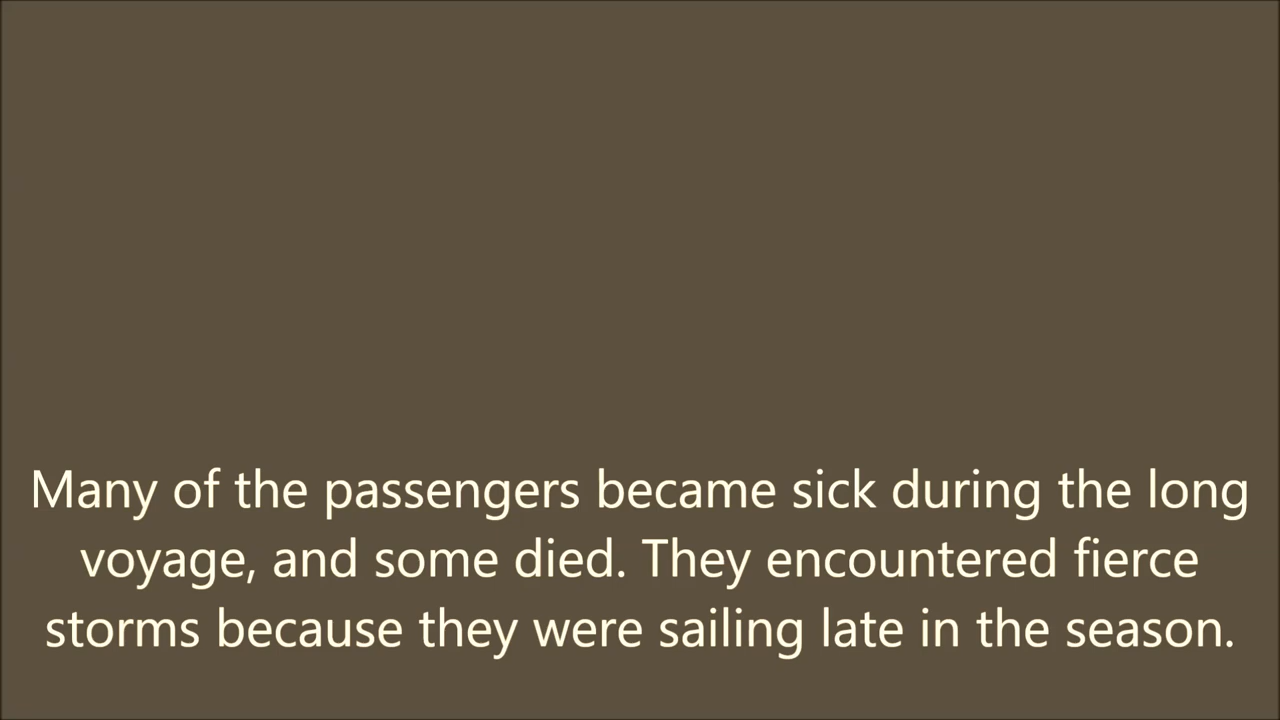 Many of the passengers became sick during the long
voyage, and some died. They encountered fierce
storms because they were sailing late in the season.